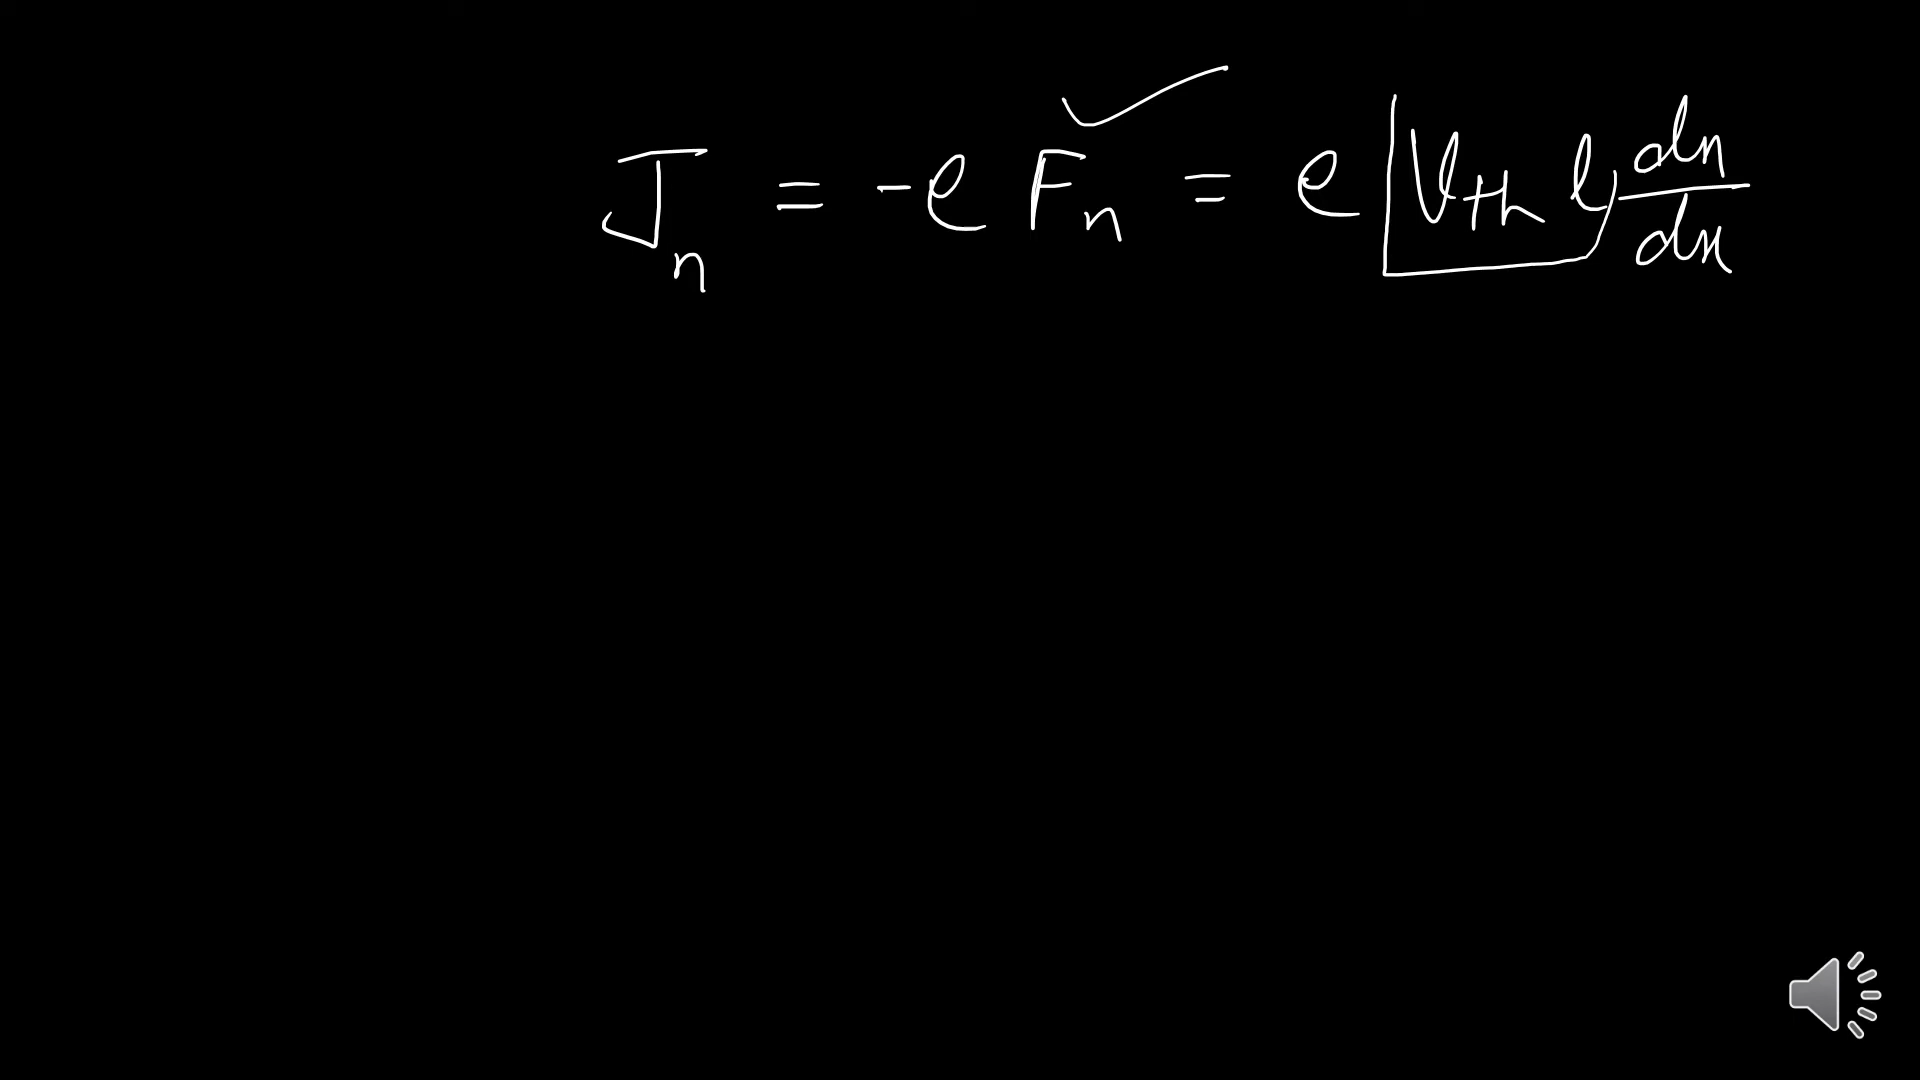 J_n = -e F_n = e V_th l dn/dx